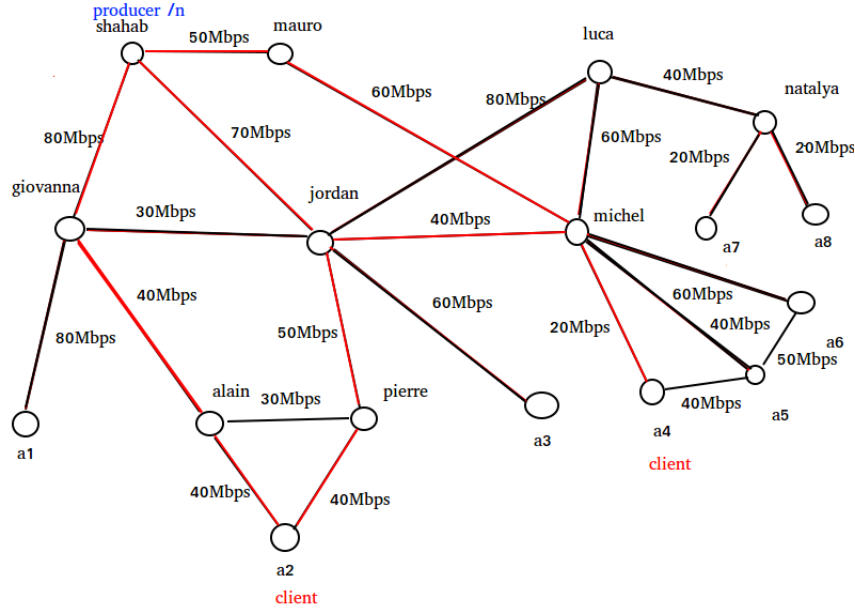 producer /n
shahab
50Mbps
mauro
luca
40Mbps
natalya
60Mbps
80Mbps
80Mbps
70Mbps
60Mbps
20Mbps
20Mbps
giovanna
30Mbps
jordan
40Mbps
michel
a7
a8
40Mbps
60Mbps
60Mbps
20Mbps
40Mbps
a6
80Mbps
50Mbps
50Mbps
alain
30Mbps
pierre
40Mbps
a1
a3
a4
a5
40Mbps
40Mbps
client
a2
client